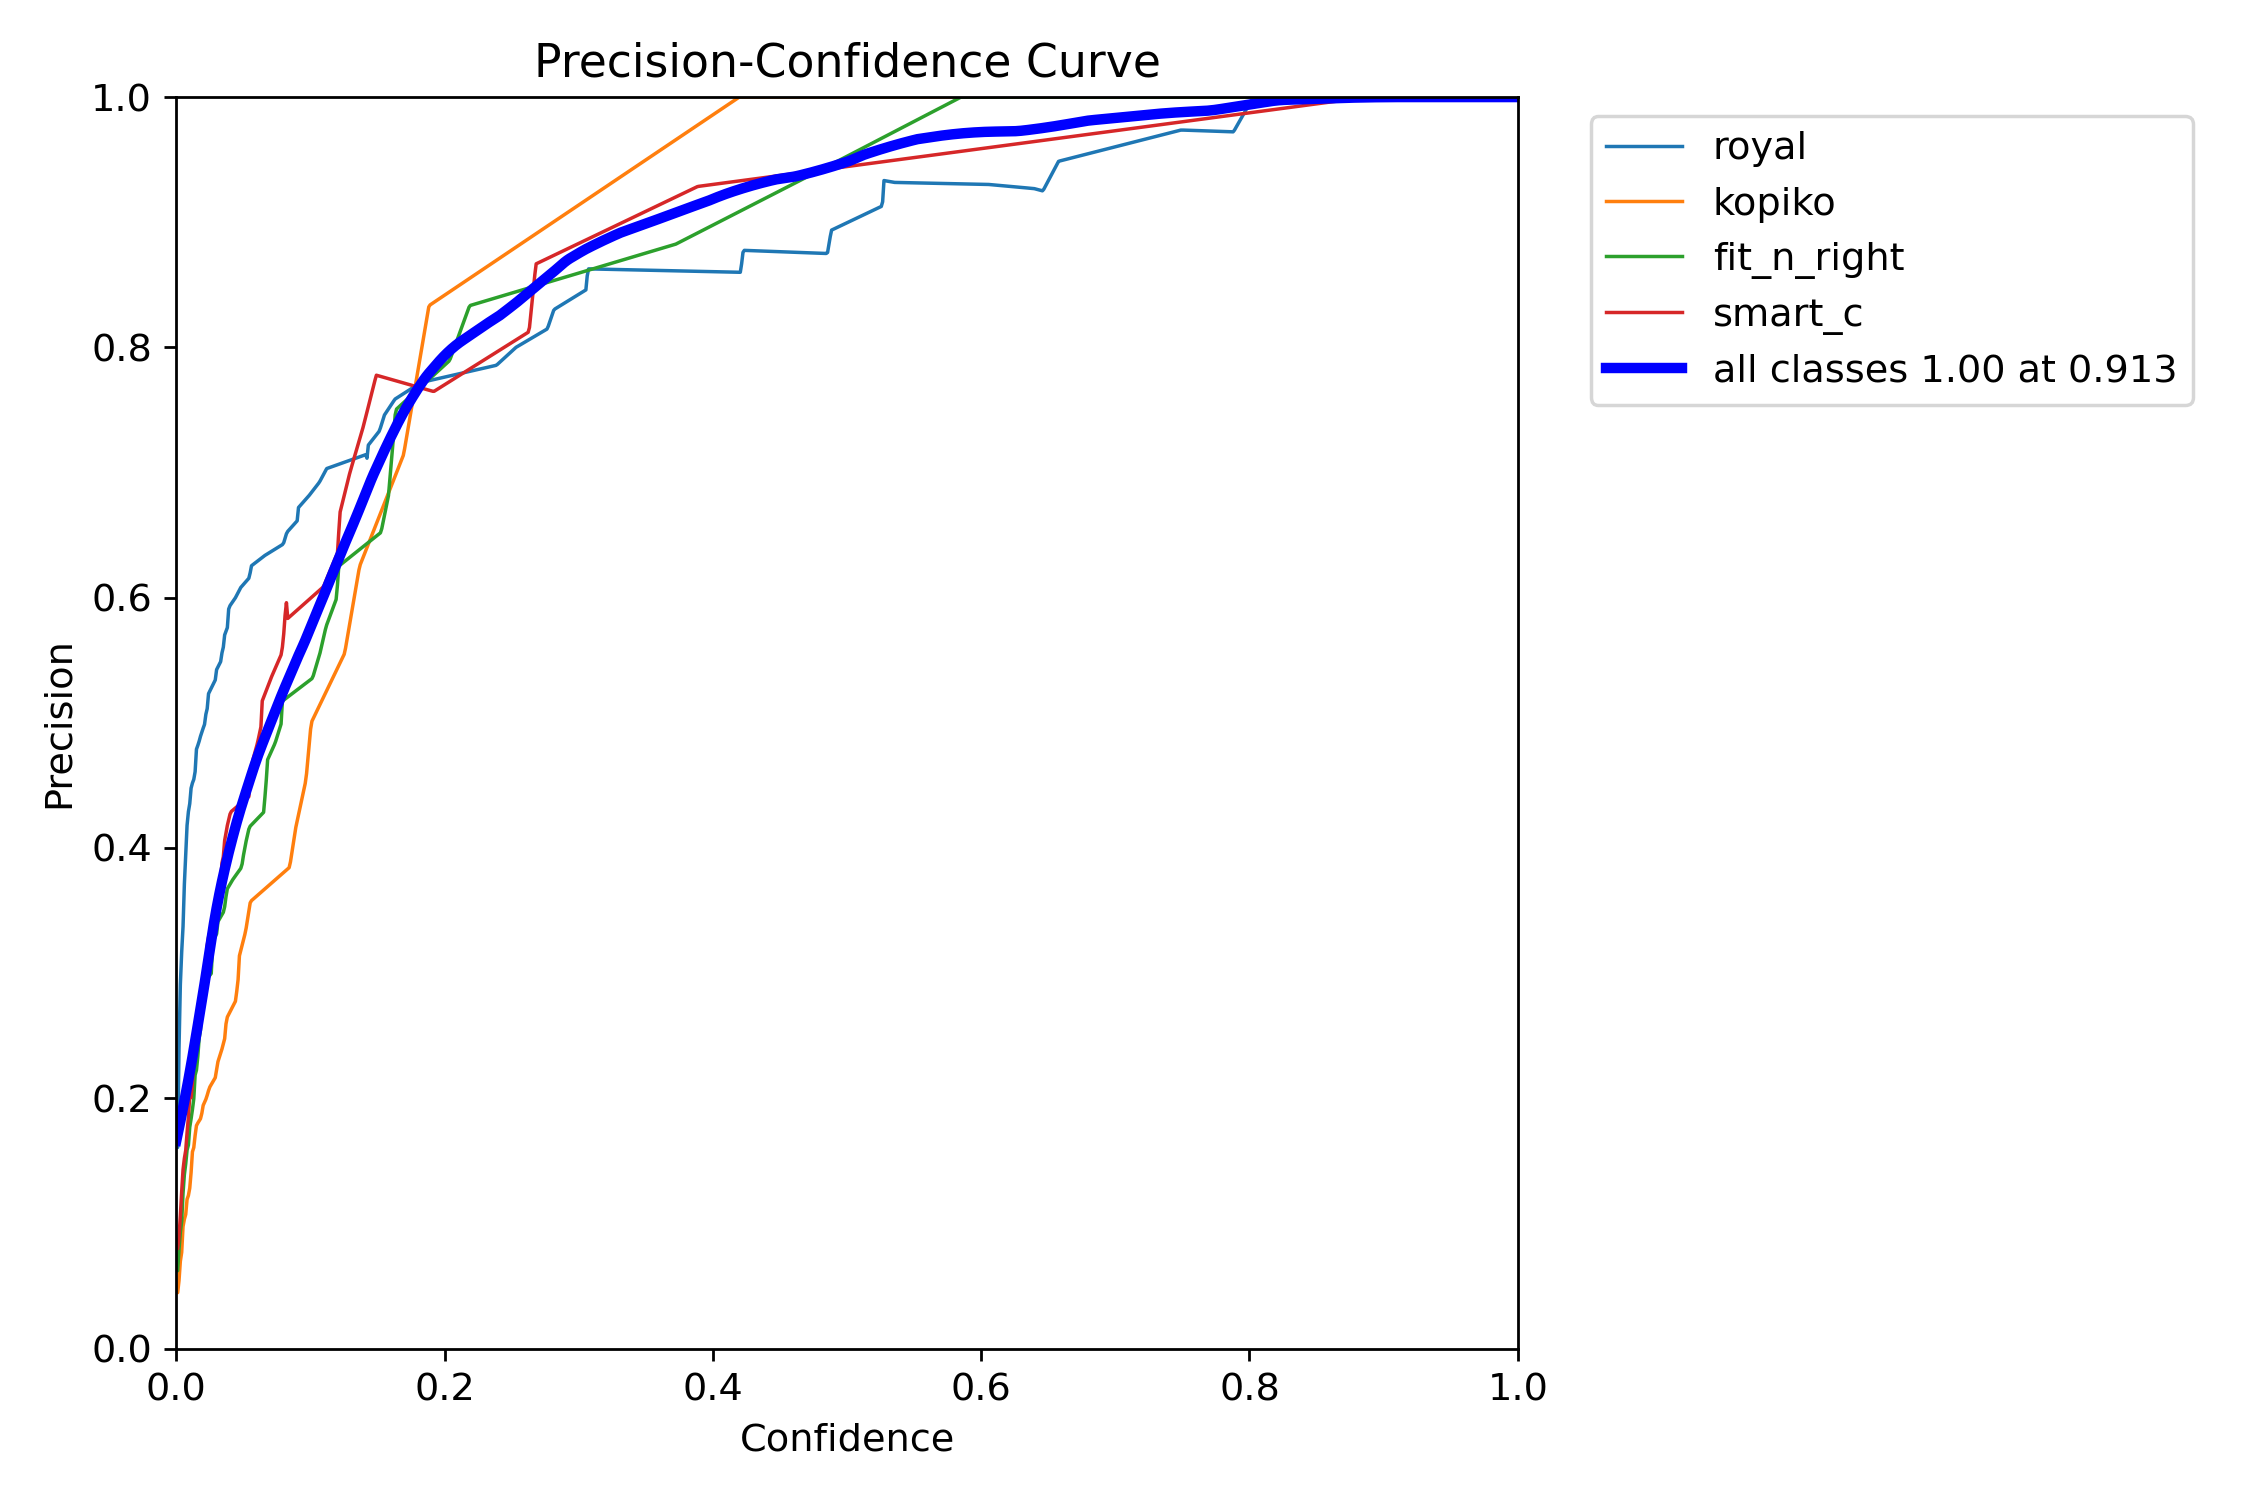 Precision-Confidence Curve
1.0
0.8
0.6
0.4
0.2
0.0
Precision
0.0 0.2 0.4 0.6 0.8 1.0
Confidence
royal
kopiko
fit_n_right
smart_c
all classes 1.00 at 0.913